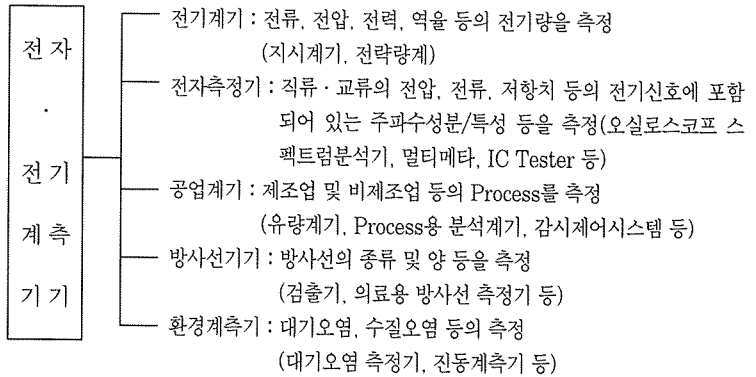 전자
·
전기
계측
기기
전기계기 : 전류, 전압, 전력, 역율 등의 전기량을 측정
(지시계기, 전략량계)
전자측정기 : 직류 · 교류의 전압, 전류, 저항치 등의 전기신호에 포함
되어 있는 주파수성분/특성 등을 측정(오실로스코프 스
펙트럼분석기, 멀티메타, IC Tester 등)
공업계기 : 제조업 및 비제조업 등의 Process를 측정
(유량계기, Process용 분석계기, 감시제어시스템 등)
방사선기기 : 방사선의 종류 및 양 등을 측정
(검출기, 의료용 방사선 측정기 등)
환경계측기 : 대기오염, 수질오염 등의 측정
(대기오염 측정기, 진동계측기 등)